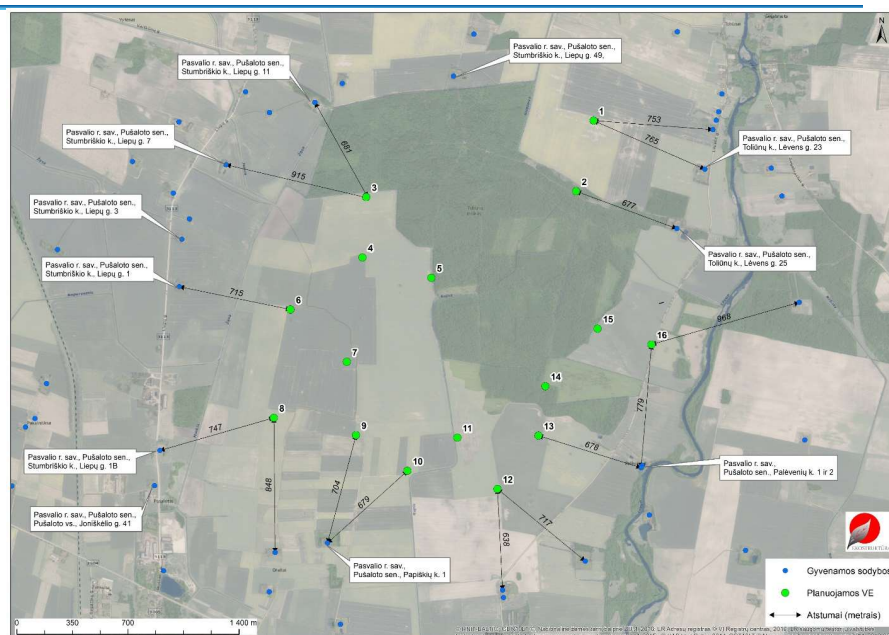 N
Pasvalio r. sav., Pušaloto sen.,
Stumbriškio k., Liepų g. 49,
Pasvalio r. sav., Pušaloto sen.,
Stumbriškio k., Liepų g. 11
1
753
765
Pasvalio r. sav., Pušaloto sen.,
Stumbriškio k., Liepų g. 7
681
Pasvalio r. sav., Pušaloto sen.
Toliūnų k., Lėvens g. 23
915
2
3
677
Pasvalio r. sav., Pušaloto sen.,
Stumbriškio k., Liepų g. 3
4
Pasvalio r. sav., Pušaloto sen.
Toliūnų k., Lėvens g. 25
5
Pasvalio r. sav., Pušaloto sen.,
Stumbriškio k., Liepų g. 1
715
6
968
15
16
7
14
779
8
747
9
11
13
678
Pasvalio r. sav., Pušaloto sen.,
Stumbriškio k., Liepų g. 1B
10
Pasvalio r. sav.,
Pušaloto sen., Palėvenių k. 1 ir 2
848
704
679
12
Pasvalio r. sav., Pušaloto sen.,
Pušaloto vs., Joniškėlio g. 41
717
638
Pasvalio r. sav.,
Pušaloto sen., Papiškių k. 1
Gyvenamos sodybos
Planuojamos VE
Atstumai (metrais)
0 350 700 1 400 m